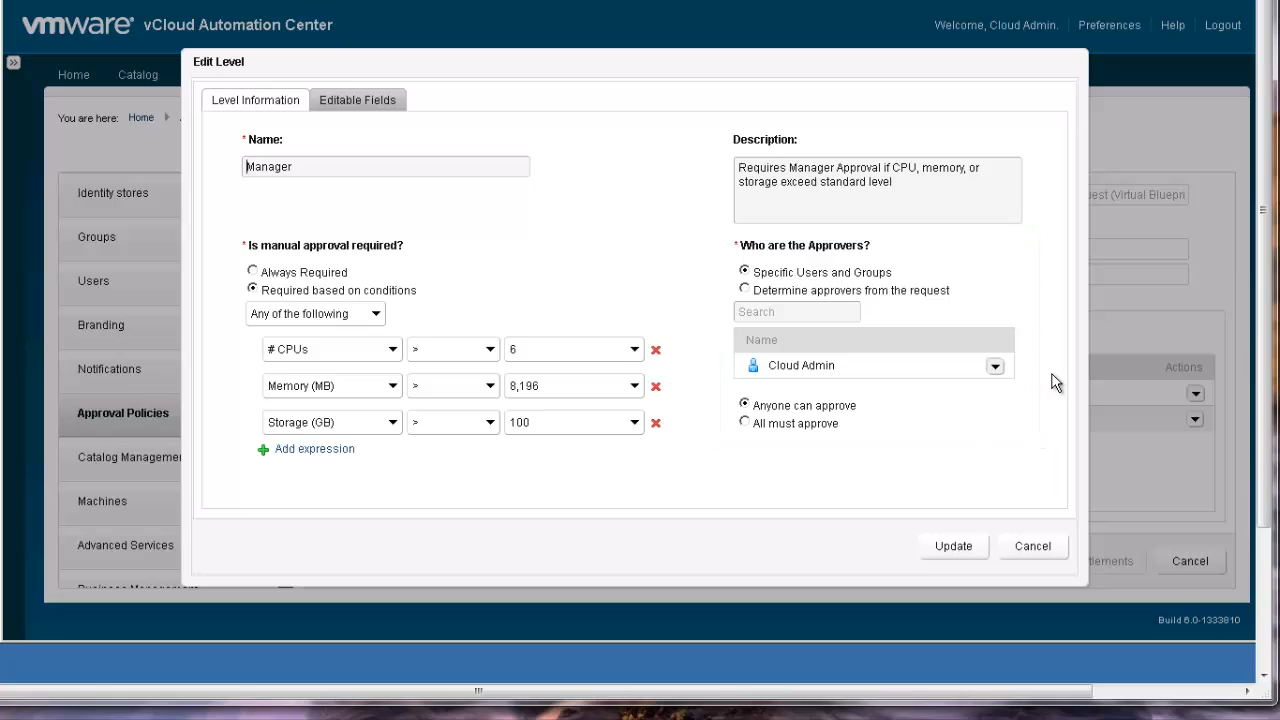 vmware vCloud Automation Center
Welcome, Cloud Admin. Preferences Help Logout
Edit Level
Home Catalog
Level Information Editable Fields
You are here: Home
* Name: Description:
Manager
Requires Manager Approval if CPU, memory, or
storage exceed standard level
Identity stores
Groups
Users
Branding
Notifications
Approval Policies
Machines
Advanced Services
* Is manual approval required?
Always Required
Required based on conditions
Any of the following
# CPUs > 6
Memory (MB) > 8,196
Storage (GB) > 100
Add expression
* Who are the Approvers?
Specific Users and Groups
Determine approvers from the request
Search
Name
Cloud Admin
Anyone can approve
All must approve
Actions
Update Cancel
Cancel
Build 6.0-1333810